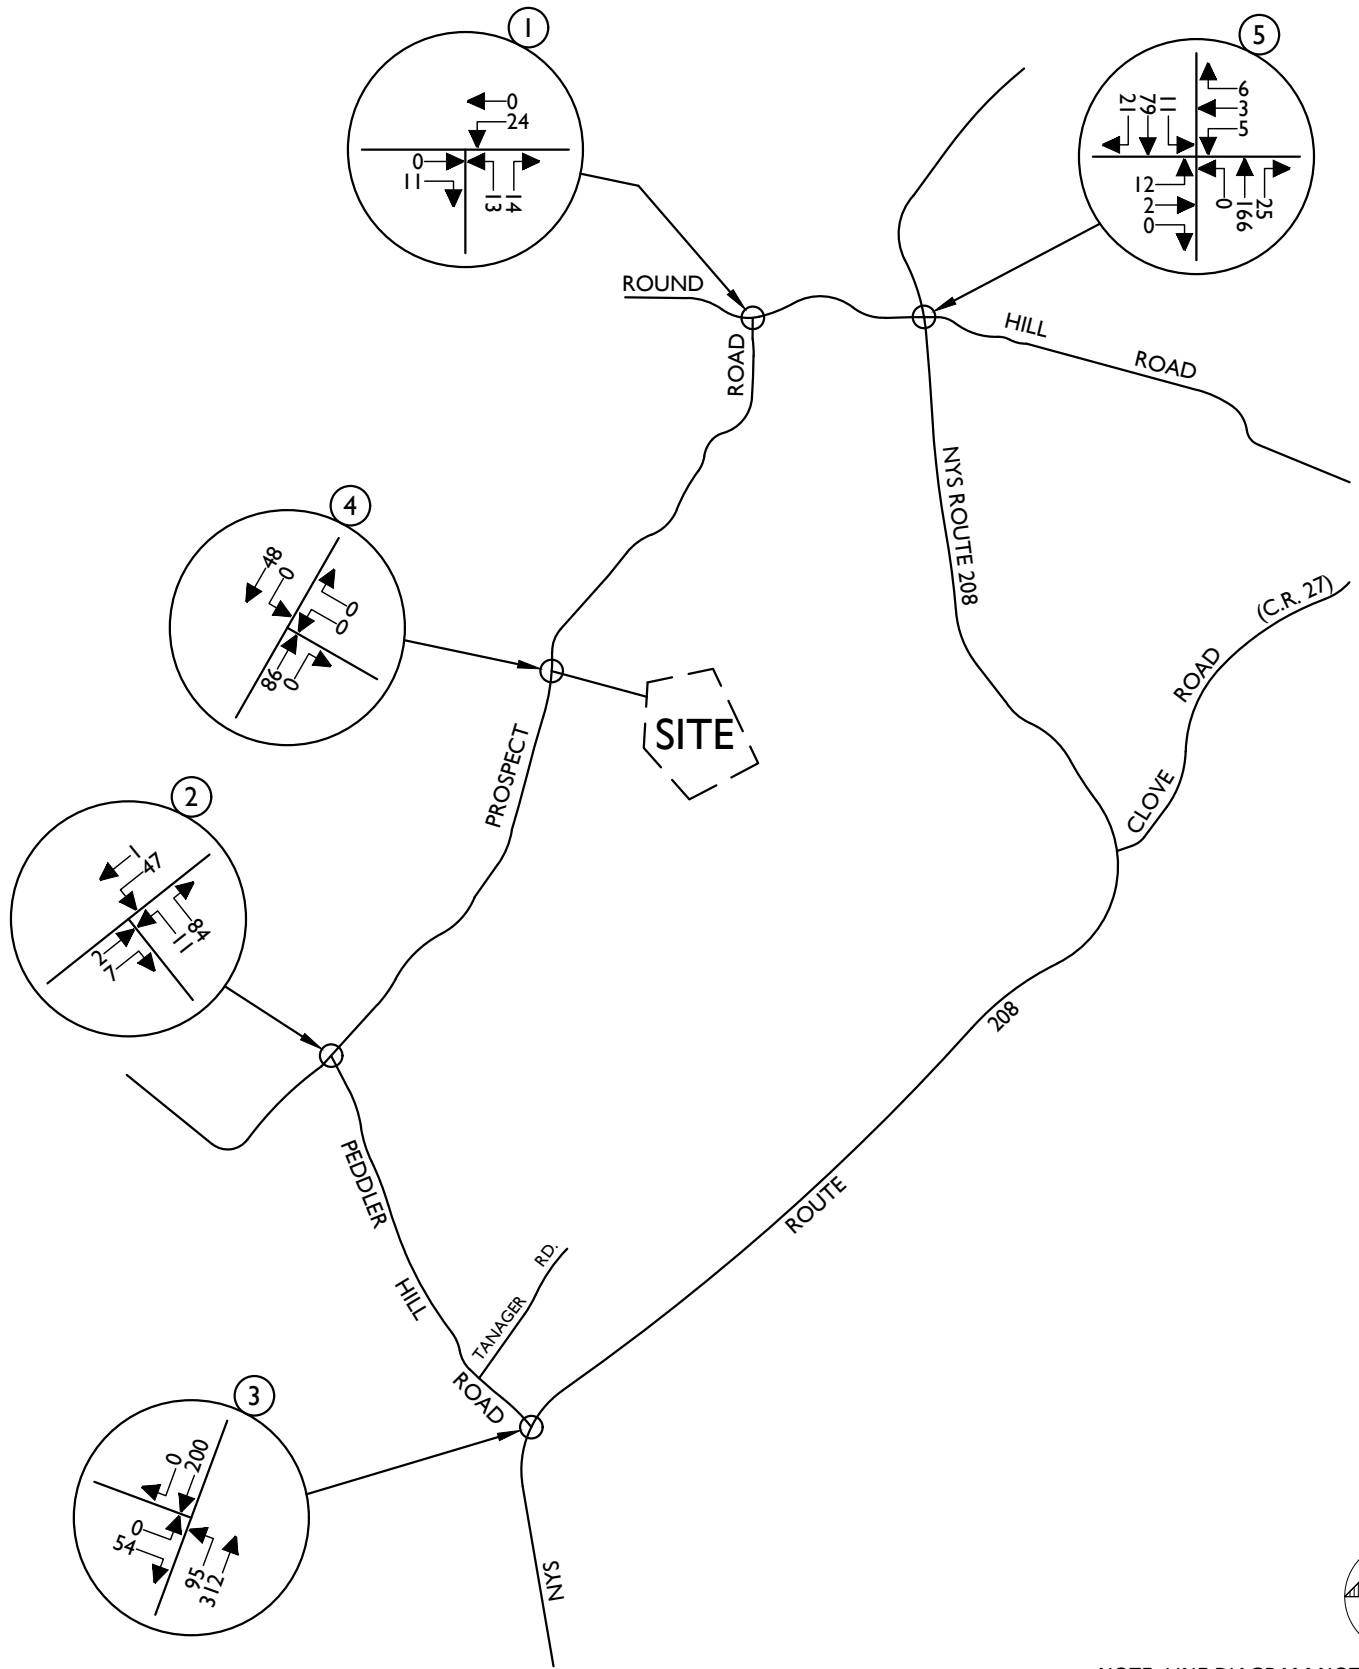 1
0
24
0
11
13
14
5
6
3
5
21
79
11
12
2
0
0
166
25
ROUND
HILL
ROAD
ROAD
NYS ROUTE 208
4
48
0
0
0
86
0
(C.R. 27)
ROAD
CLOVE
SITE
PROSPECT
2
1
47
84
11
2
7
208
ROUTE
PEDDLER
HILL
ROAD
TANAGER
RD.
3
0
200
0
54
95
312
NYS